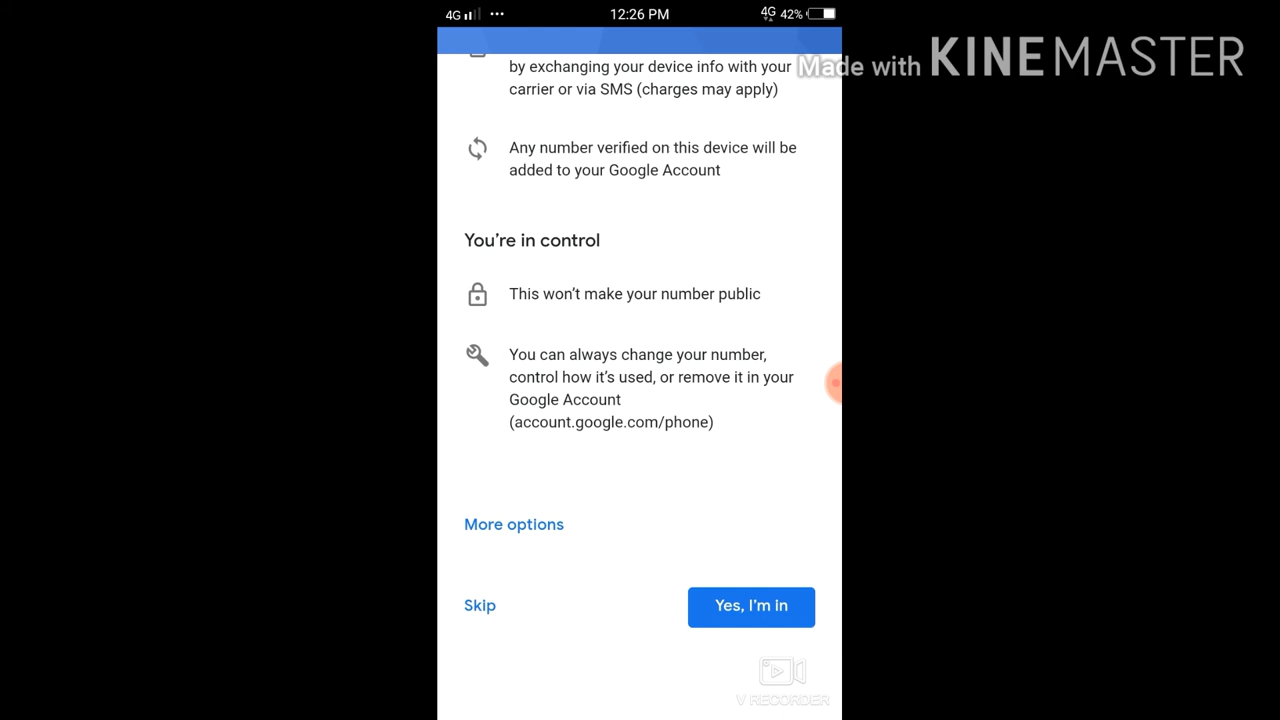 4G
12:26 PM
4G 42%
Made with KINEMASTER
by exchanging your device info with your
carrier or via SMS (charges may apply)
Any number verified on this device will be
added to your Google Account
You're in control
This won't make your number public
You can always change your number,
control how it's used, or remove it in your
Google Account
(account.google.com/phone)
More options
Skip
Yes, I'm in
V RECORDER